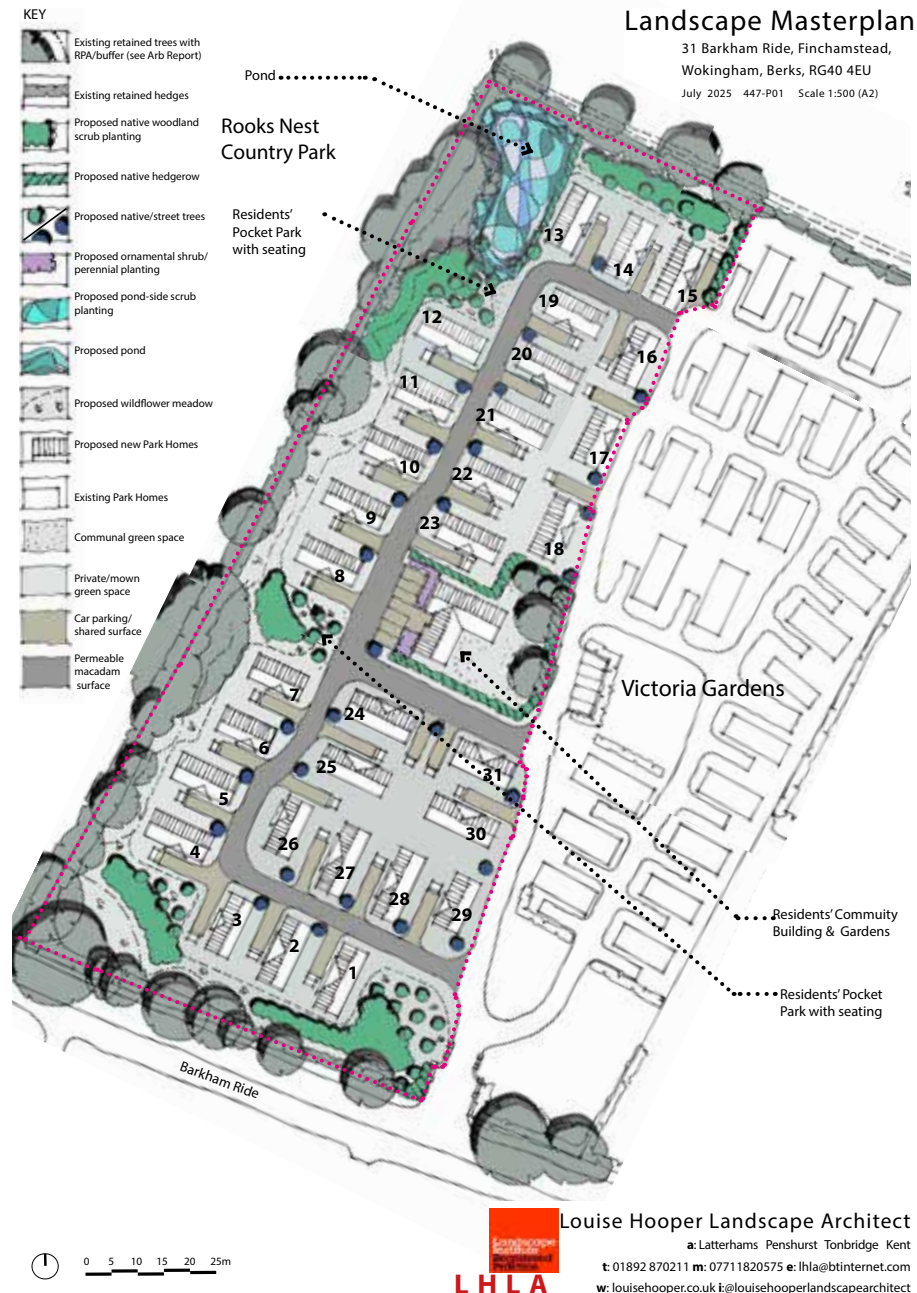 KEY
Existing retained trees with
RPA/buffer (see Arb Report)
Existing retained hedges
Proposed native woodland
scrub planting
Proposed native hedgerow
Proposed native/street trees
Proposed ornamental shrub/
perennial planting
Proposed pond-side scrub
planting
Proposed pond
Proposed wildflower meadow
Proposed new Park Homes
Existing Park Homes
Communal green space
Private/mown
green space
Car parking/
shared surface
Permeable
macadam
surface
Landscape Masterplan
31 Barkham Ride, Finchamstead,
Wokingham, Berks, RG40 4EU
July 2025 447-P01 Scale 1:500 (A2)
Pond
Rooks Nest
Country Park
Residents'
Pocket Park
with seating
13
14
15
19
12
20
16
11
21
17
10
22
9
23
18
8
7
24
Victoria Gardens
6
25
31
5
30
26
4
27
28
3
29
2
1
Residents' Commuity
Building & Gardens
Residents' Pocket
Park with seating
Barkham Ride
0 5 10 15 20 25m
Landscape
Institute
Registered
Practice
LHLA
Louise Hooper Landscape Architect
a: Latterhams Penshurst Tonbridge Kent
t: 01892 870211 m: 07711820575 e: lhla@btinternet.com
w: louisehooper.co.uk i:@louisehooperlandscapearchitect